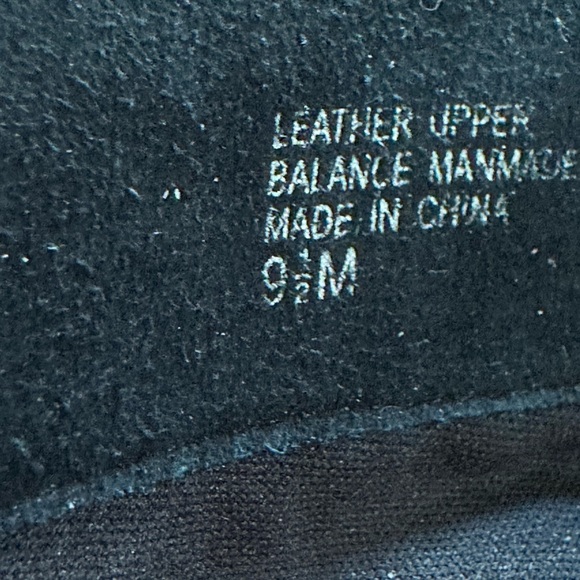 LEATHER UPPER
BALANCE MANMADE
MADE IN CHINA
9½M